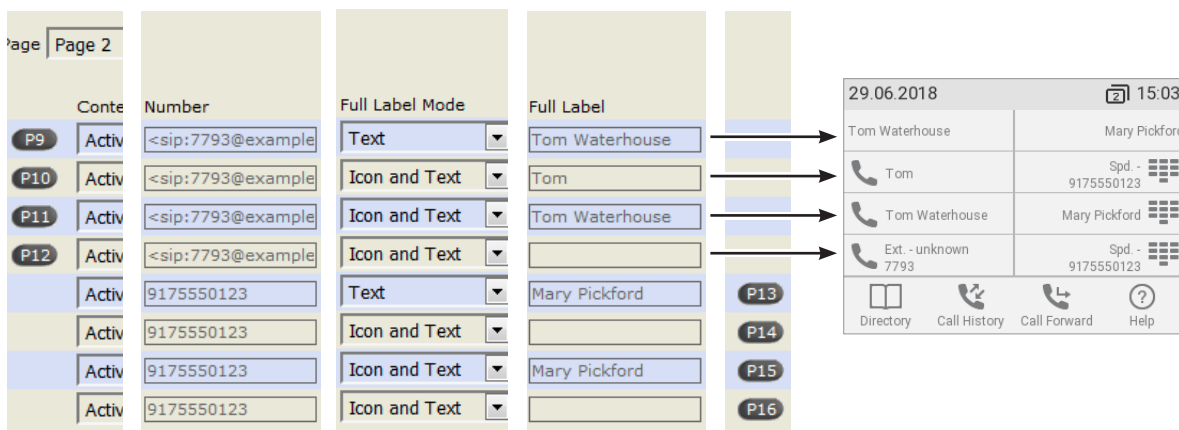 Page Page 2
Conte Number Full Label Mode Full Label
P9 Activ <sip:7793@example Text Tom Waterhouse
P10 Activ <sip:7793@example Icon and Text Tom
P11 Activ <sip:7793@example Icon and Text Tom Waterhouse
P12 Activ <sip:7793@example Icon and Text
Activ 9175550123 Text Mary Pickford P13
Activ 9175550123 Icon and Text P14
Activ 9175550123 Icon and Text Mary Pickford P15
Activ 9175550123 Icon and Text P16
29.06.2018 2 15:03
Tom Waterhouse Mary Pickford
Tom Spd. -
9175550123
Tom Waterhouse Mary Pickford
Ext. - unknown Spd. -
7793 9175550123
Directory Call History Call Forward Help